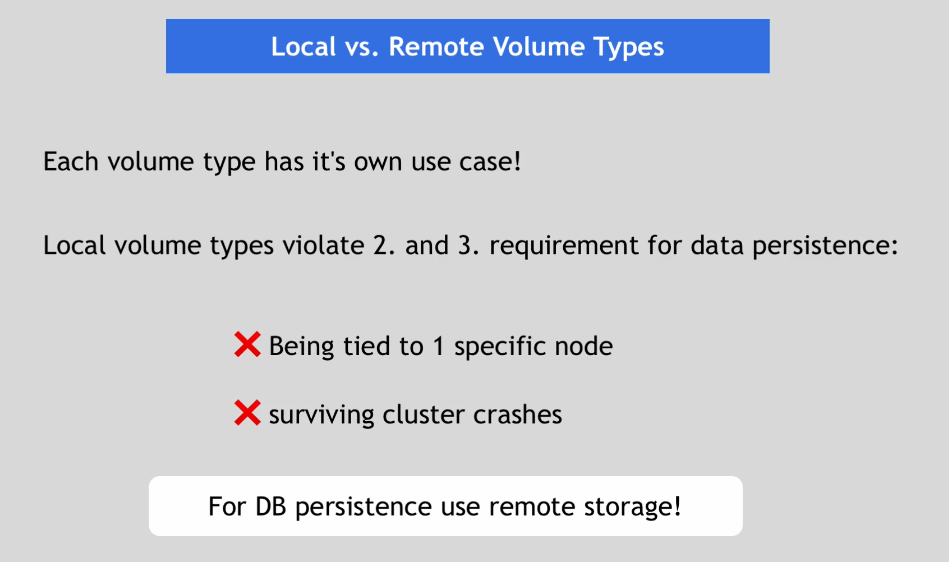 Local vs. Remote Volume Types
Each volume type has it's own use case!
Local volume types violate 2. and 3. requirement for data persistence:
❌ Being tied to 1 specific node
❌ surviving cluster crashes
For DB persistence use remote storage!